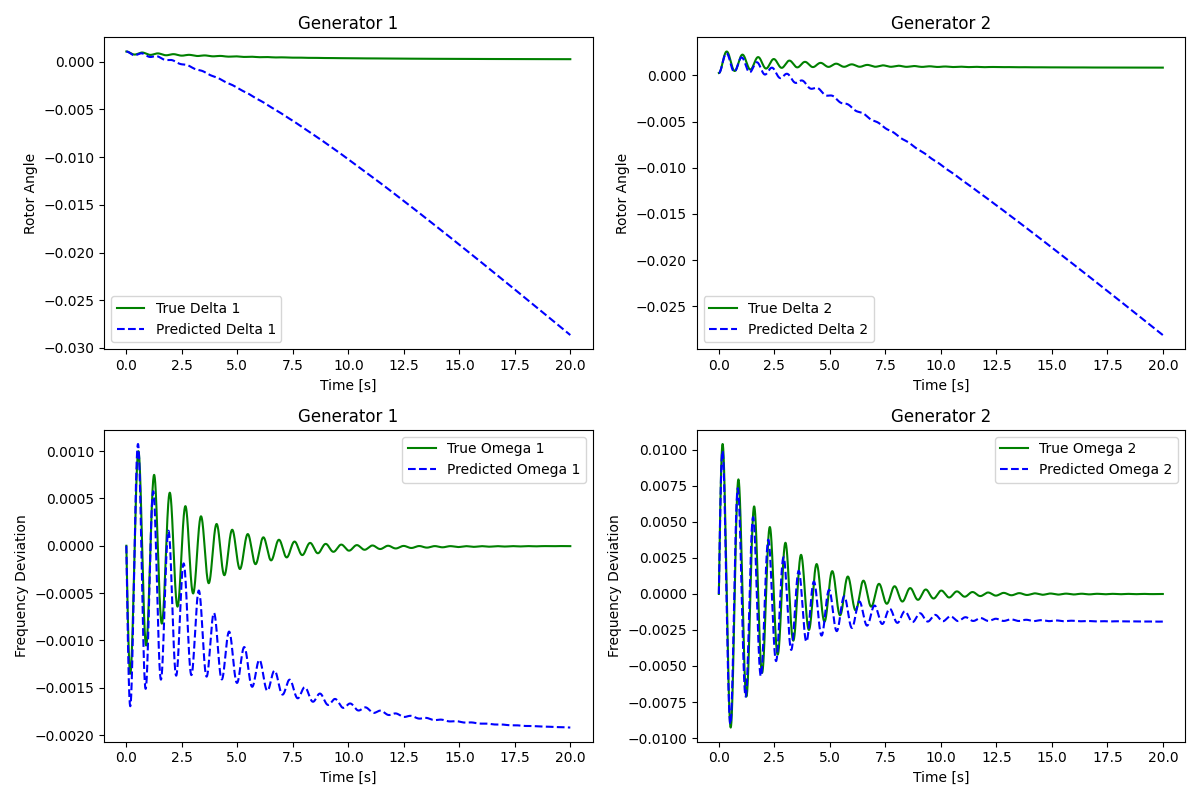 Generator 1
0.000
−0.005
−0.010
−0.015
−0.020
−0.025
−0.030
Rotor Angle
True Delta 1
Predicted Delta 1
0.0 2.5 5.0 7.5 10.0 12.5 15.0 17.5 20.0
Time [s]
Generator 2
0.000
−0.005
−0.010
−0.015
−0.020
−0.025
Rotor Angle
True Delta 2
Predicted Delta 2
0.0 2.5 5.0 7.5 10.0 12.5 15.0 17.5 20.0
Time [s]
Generator 1
0.0010
0.0005
0.0000
−0.0005
−0.0010
−0.0015
−0.0020
Frequency Deviation
True Omega 1
Predicted Omega 1
0.0 2.5 5.0 7.5 10.0 12.5 15.0 17.5 20.0
Time [s]
Generator 2
0.0100
0.0075
0.0050
0.0025
0.0000
−0.0025
−0.0050
−0.0075
−0.0100
Frequency Deviation
True Omega 2
Predicted Omega 2
0.0 2.5 5.0 7.5 10.0 12.5 15.0 17.5 20.0
Time [s]